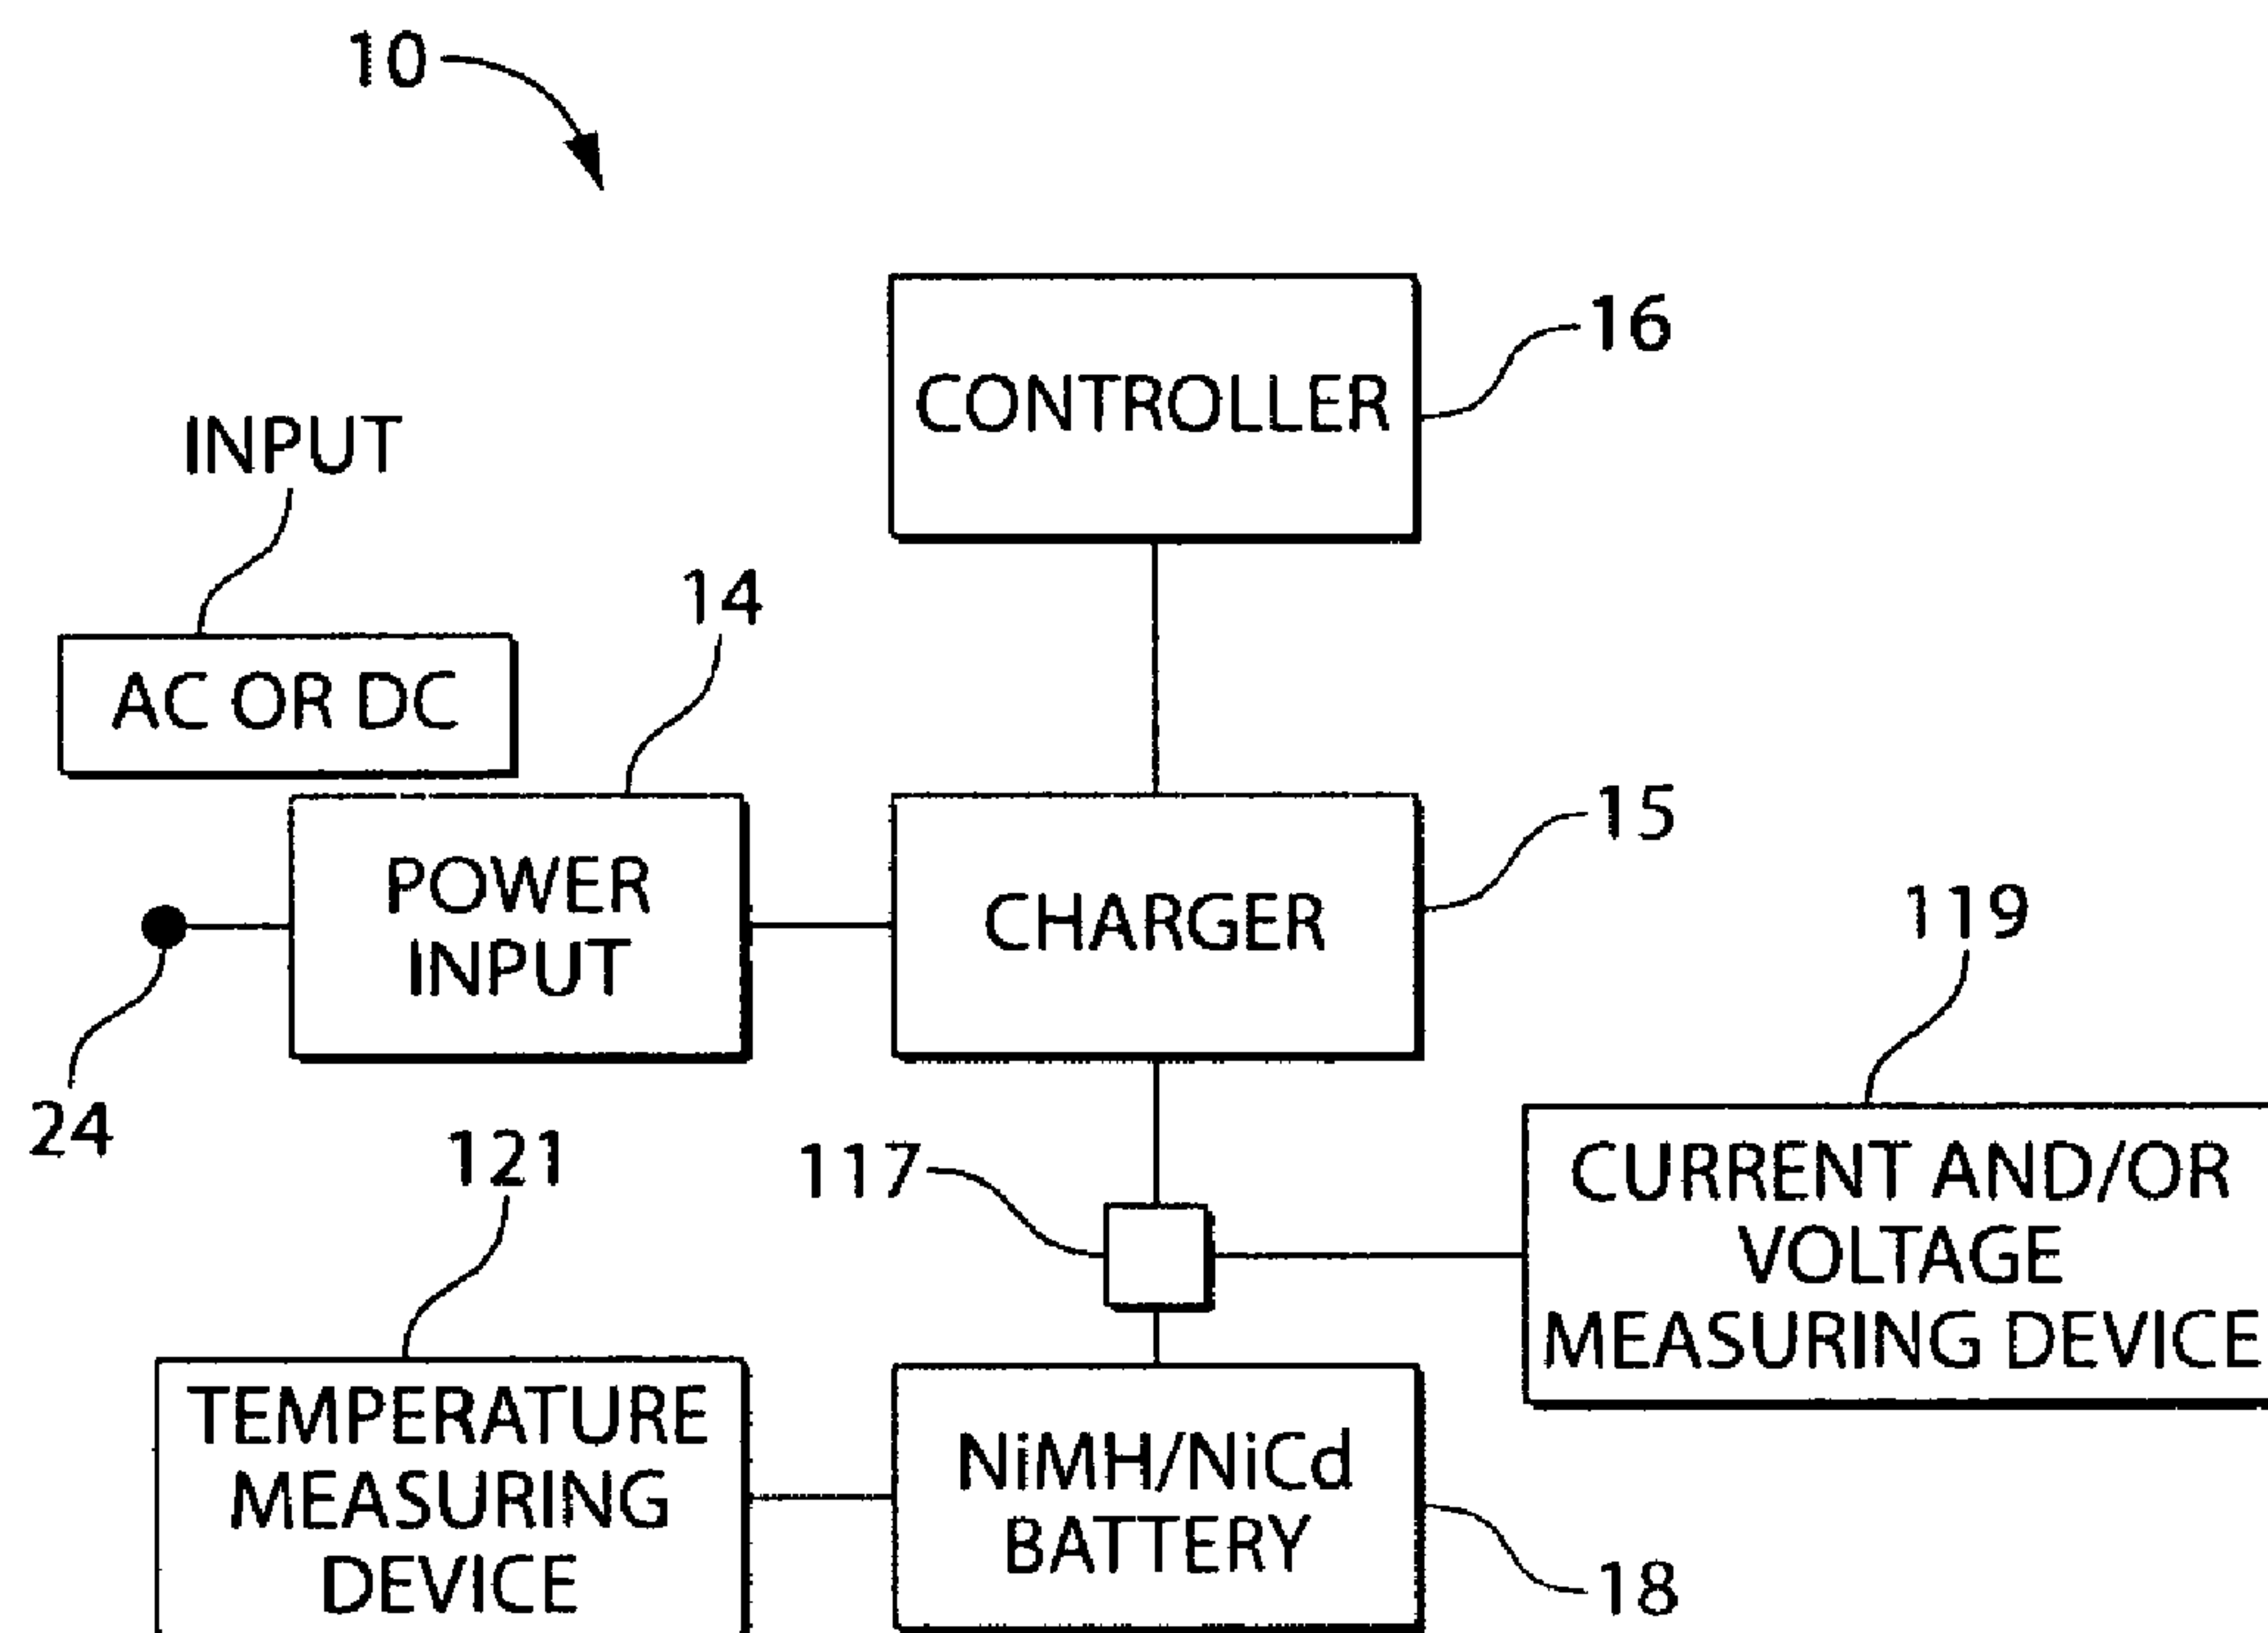 10
CONTROLLER
16
INPUT
AC OR DC
14
POWER
INPUT
CHARGER
15
24
119
CURRENT AND/OR
VOLTAGE
MEASURING DEVICE
117
121
TEMPERATURE
MEASURING
DEVICE
NiMH/NiCd
BATTERY
18